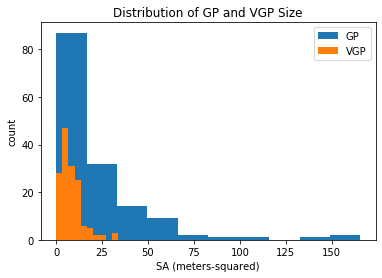 Distribution of GP and VGP Size
GP
VGP
count
80
60
40
20
0
0 25 50 75 100 125 150
SA (meters-squared)